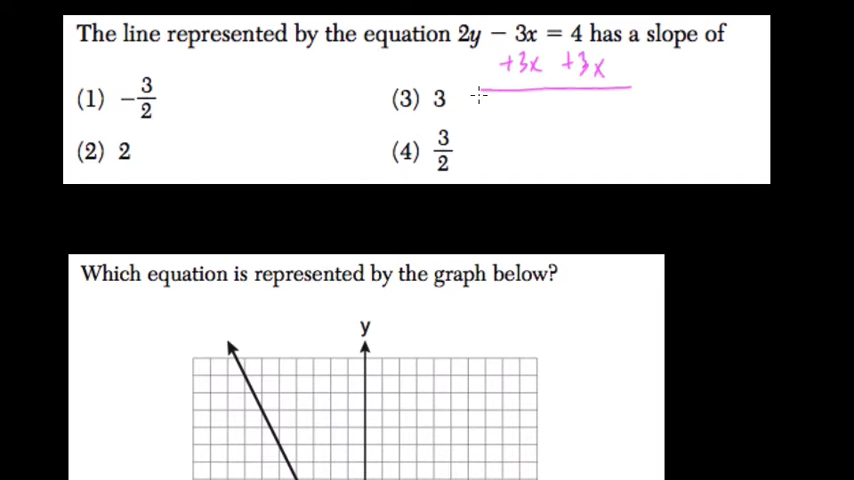 The line represented by the equation 2y − 3x = 4 has a slope of
+3x +3x
(1) −3/2
(3) 3
(2) 2
(4) 3/2
Which equation is represented by the graph below?
y